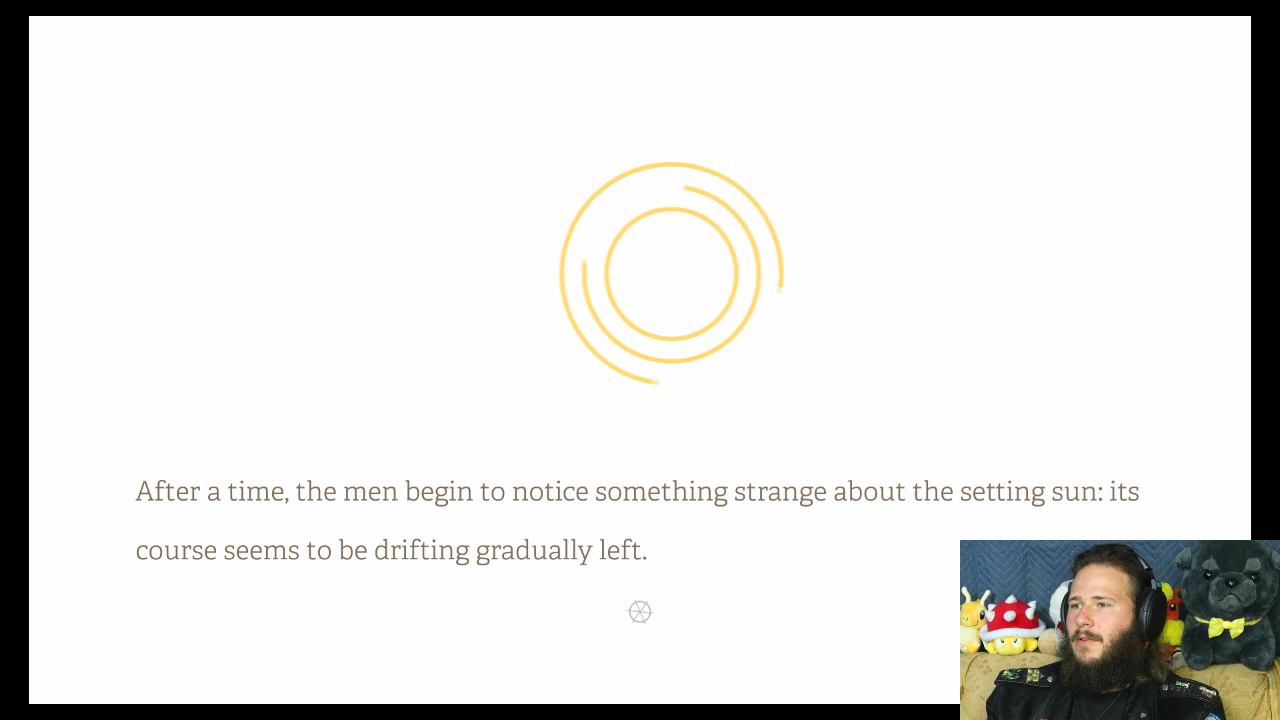 After a time, the men begin to notice something strange about the setting sun: its
course seems to be drifting gradually left.